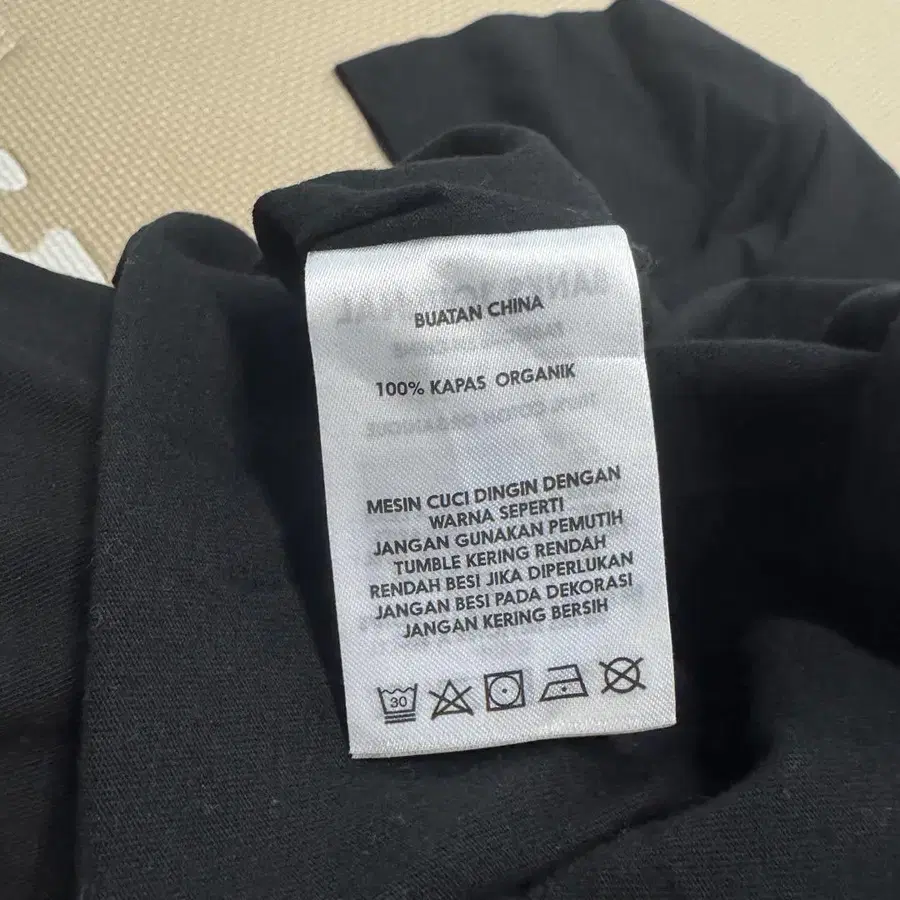 BUATAN CHINA
100% KAPAS ORGANIK
MESIN CUCI DINGIN DENGAN
WARNA SEPERTI
JANGAN GUNAKAN PEMUTIH
TUMBLE KERING RENDAH
RENDAH BESI JIKA DIPERLUKAN
JANGAN BESI PADA DEKORASI
JANGAN KERING BERSIH
30